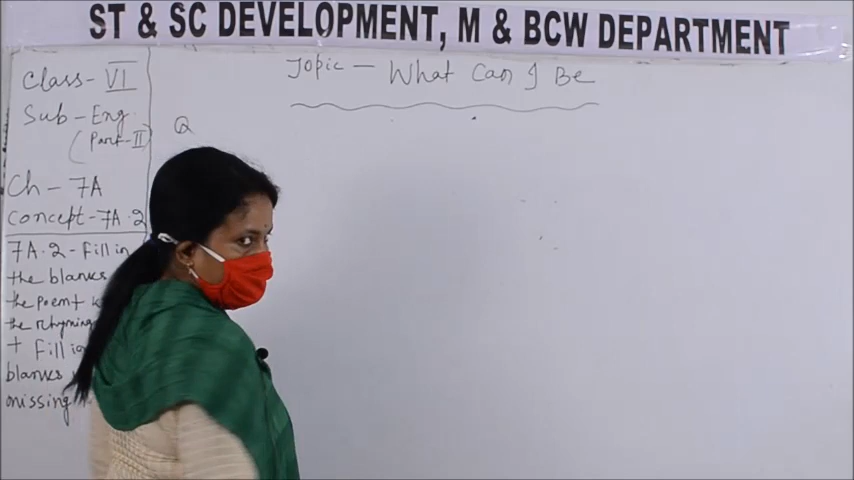 ST & SC DEVELOPMENT, M & BCW DEPARTMENT
Class- VI
Sub - Eng.
(Part-II)
Ch - 7A
Concept-7A.2
7A.2 - Fill in
the blanks
the poem
the rhyming
+ Fill in
blanks
missing
Topic - What Can I Be
Q